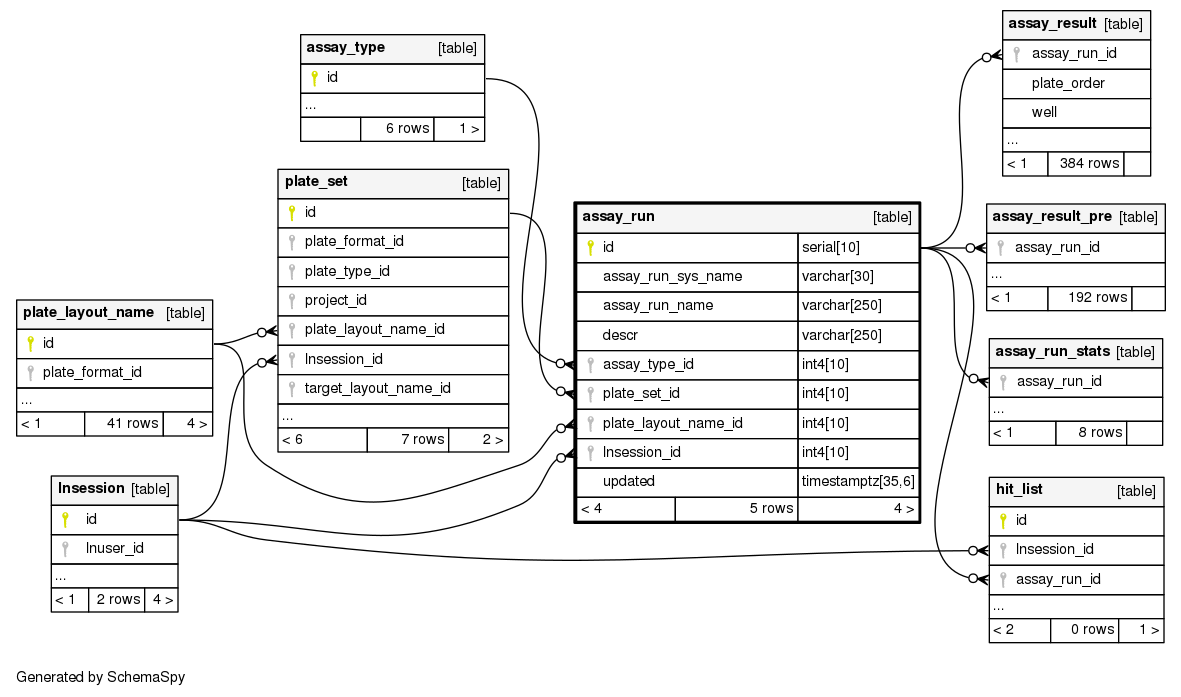 assay_type [table]
id
...
6 rows 1 >
plate_set [table]
id
plate_format_id
plate_type_id
project_id
plate_layout_name_id
lnsession_id
target_layout_name_id
...
< 6 7 rows 2 >
plate_layout_name [table]
id
plate_format_id
...
< 1 41 rows 4 >
lnsession [table]
id
lnuser_id
...
< 1 2 rows 4 >
assay_run [table]
id serial[10]
assay_run_sys_name varchar[30]
assay_run_name varchar[250]
descr varchar[250]
assay_type_id int4[10]
plate_set_id int4[10]
plate_layout_name_id int4[10]
lnsession_id int4[10]
updated timestamptz[35,6]
< 4 5 rows 4 >
assay_result [table]
assay_run_id
plate_order
well
...
< 1 384 rows
assay_result_pre [table]
assay_run_id
...
< 1 192 rows
assay_run_stats [table]
assay_run_id
...
< 1 8 rows
hit_list [table]
id
lnsession_id
assay_run_id
...
< 2 0 rows 1 >
Generated by SchemaSpy